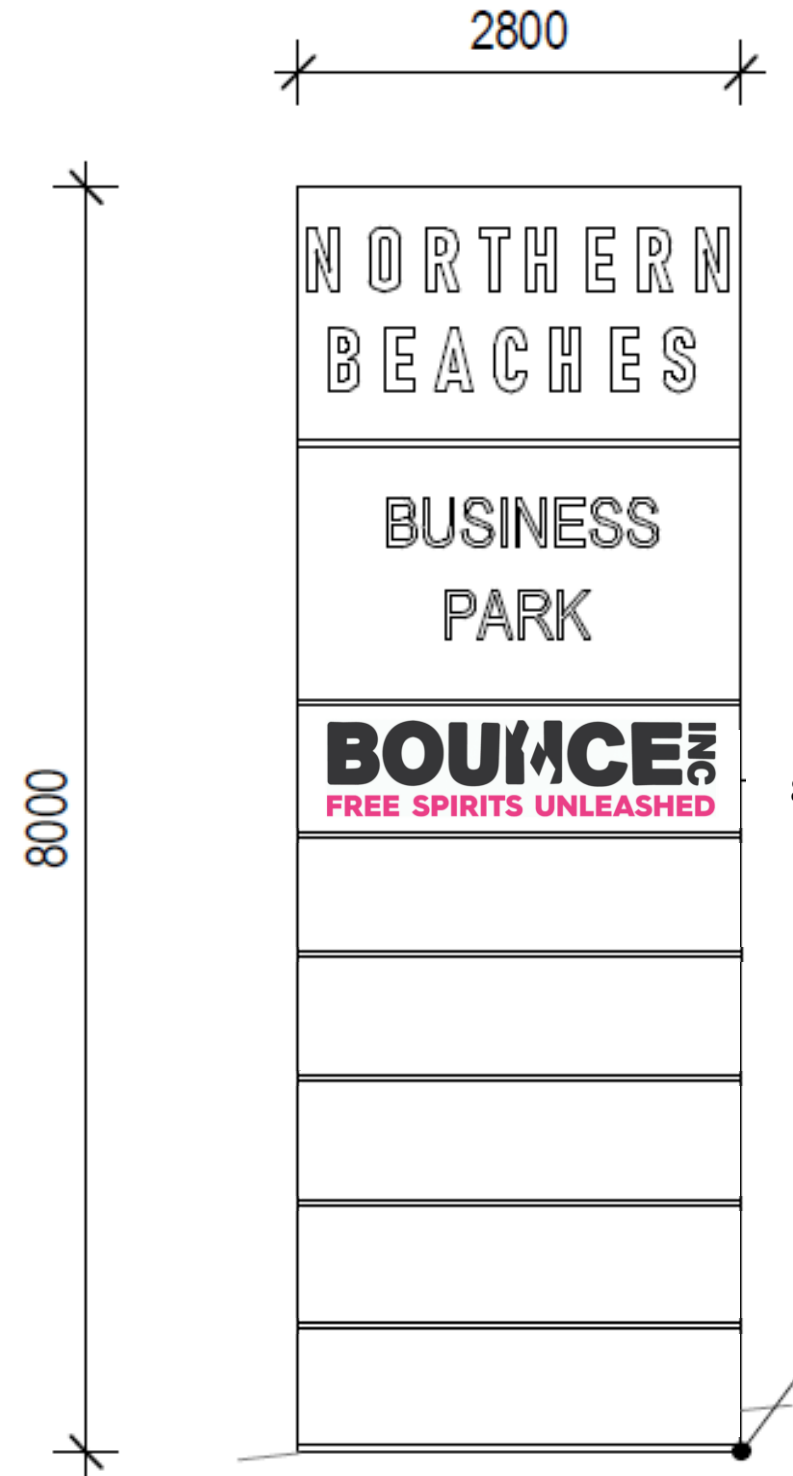 2800
NORTHERN
BEACHES
BUSINESS
PARK
BOUNCE INC
FREE SPIRITS UNLEASHED
8000